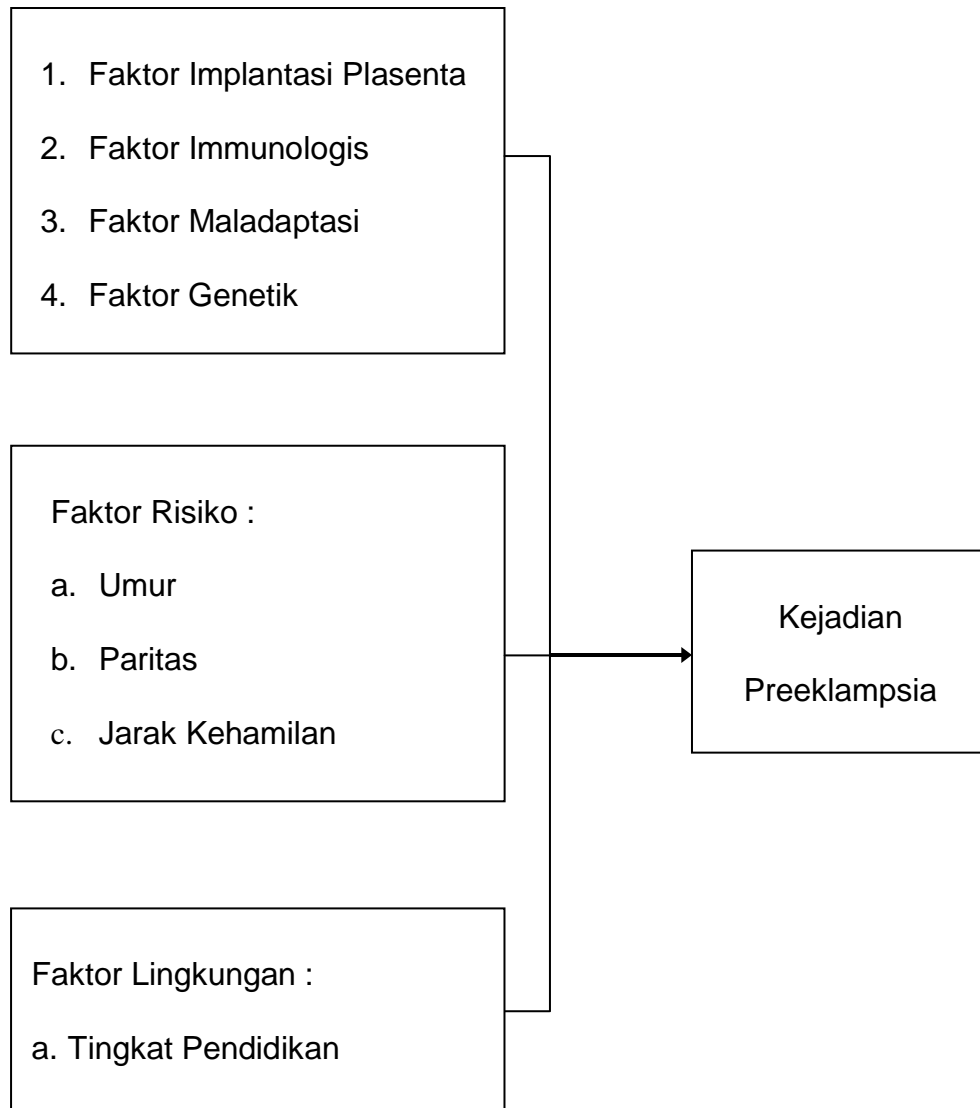 1. Faktor Implantasi Plasenta
2. Faktor Immunologis
3. Faktor Maladaptasi
4. Faktor Genetik
Faktor Risiko :
a. Umur
b. Paritas
c. Jarak Kehamilan
Kejadian
Preeklampsia
Faktor Lingkungan :
a. Tingkat Pendidikan